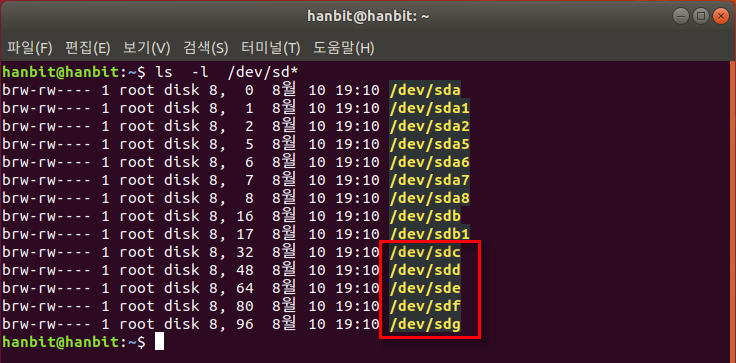 hanbit@hanbit: ~
파일(F) 편집(E) 보기(V) 검색(S) 터미널(T) 도움말(H)
hanbit@hanbit:~$ ls  -l  /dev/sd*
brw-rw---- 1 root disk 8,  0  8월  10 19:10 /dev/sda
brw-rw---- 1 root disk 8,  1  8월  10 19:10 /dev/sda1
brw-rw---- 1 root disk 8,  2  8월  10 19:10 /dev/sda2
brw-rw---- 1 root disk 8,  5  8월  10 19:10 /dev/sda5
brw-rw---- 1 root disk 8,  6  8월  10 19:10 /dev/sda6
brw-rw---- 1 root disk 8,  7  8월  10 19:10 /dev/sda7
brw-rw---- 1 root disk 8,  8  8월  10 19:10 /dev/sda8
brw-rw---- 1 root disk 8, 16  8월  10 19:10 /dev/sdb
brw-rw---- 1 root disk 8, 17  8월  10 19:10 /dev/sdb1
brw-rw---- 1 root disk 8, 32  8월  10 19:10 /dev/sdc
brw-rw---- 1 root disk 8, 48  8월  10 19:10 /dev/sdd
brw-rw---- 1 root disk 8, 64  8월  10 19:10 /dev/sde
brw-rw---- 1 root disk 8, 80  8월  10 19:10 /dev/sdf
brw-rw---- 1 root disk 8, 96  8월  10 19:10 /dev/sdg
hanbit@hanbit:~$